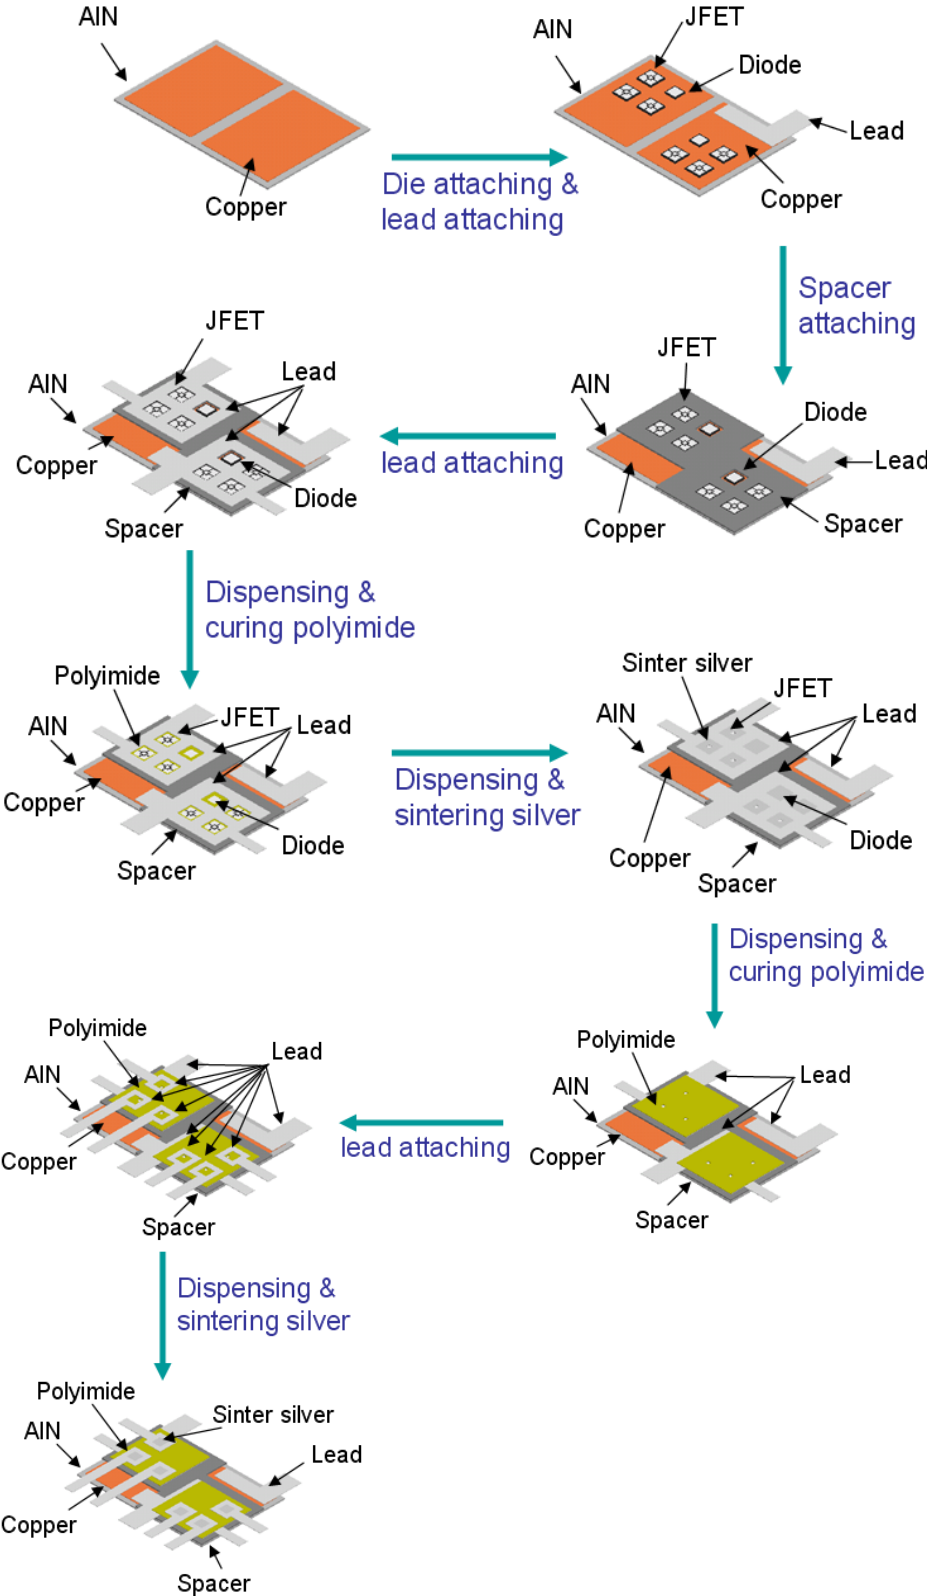 AlN
Copper
Die attaching &
lead attaching
AlN
JFET
Diode
Lead
Copper
Spacer
attaching
JFET
AlN
Diode
Lead
Copper
Spacer
lead attaching
JFET
Lead
AlN
Copper
Diode
Spacer
Dispensing &
curing polyimide
Polyimide
JFET
Lead
AlN
Copper
Diode
Spacer
Dispensing &
sintering silver
Sinter silver
JFET
Lead
AlN
Copper
Diode
Spacer
Dispensing &
curing polyimide
Polyimide
Lead
AlN
Copper
Spacer
lead attaching
Polyimide
Lead
AlN
Copper
Spacer
Dispensing &
sintering silver
Polyimide
Sinter silver
AlN
Lead
Copper
Spacer